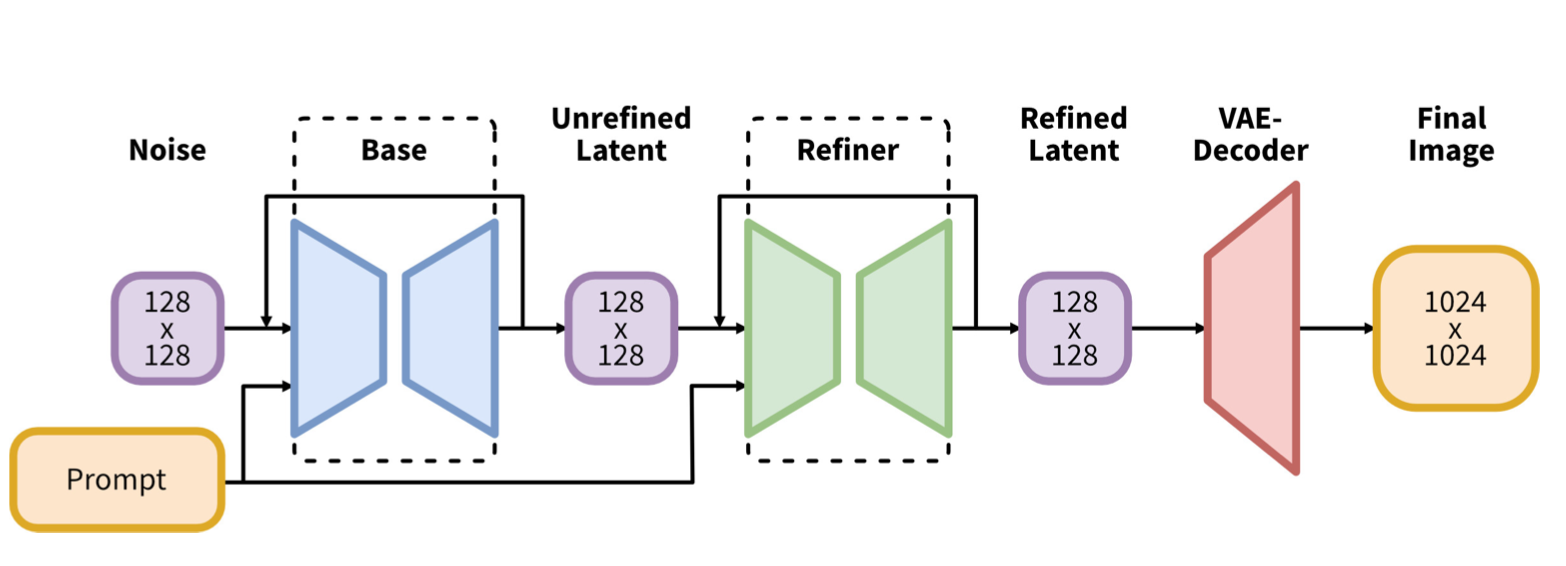 Noise
Base
Unrefined
Latent
Refiner
Refined
Latent
VAE-
Decoder
Final
Image
128
x
128
128
x
128
128
x
128
1024
x
1024
Prompt